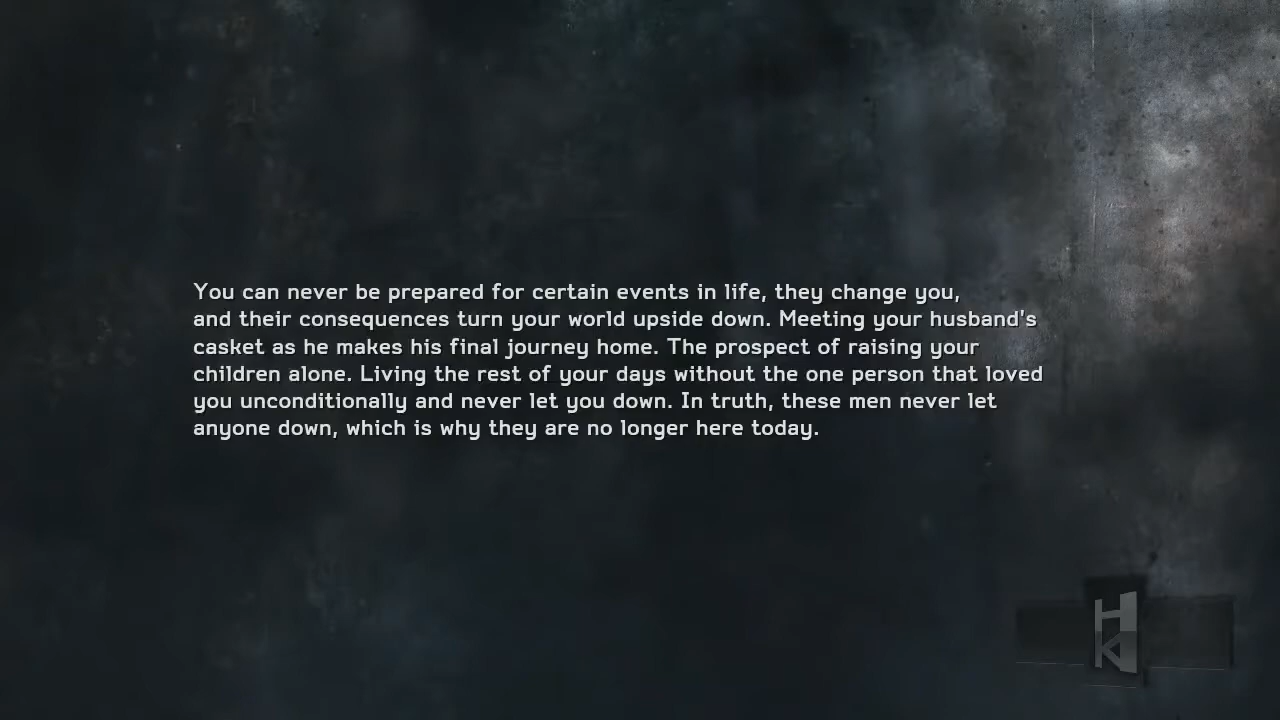 You can never be prepared for certain events in life, they change you,
and their consequences turn your world upside down. Meeting your husband's
casket as he makes his final journey home. The prospect of raising your
children alone. Living the rest of your days without the one person that loved
you unconditionally and never let you down. In truth, these men never let
anyone down, which is why they are no longer here today.
HK